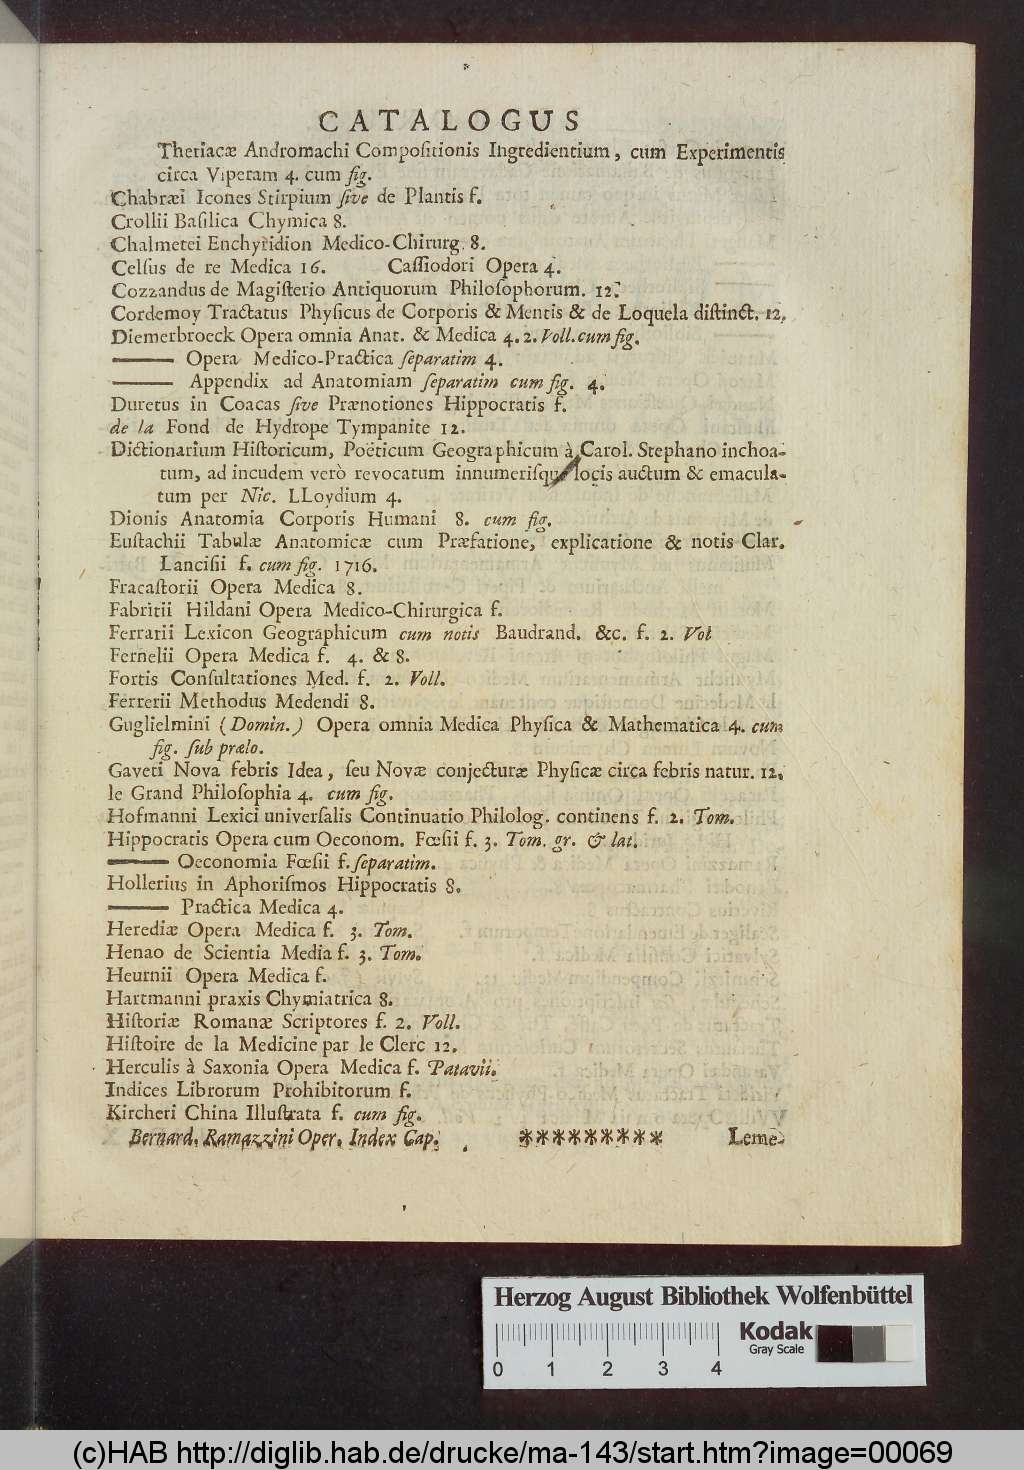 CATALOGUS
Theriacæ Andromachi Compoſitionis Ingredientium, cum Experimentis
circa Viperam 4. cum fig.
Chabræi Icones Stirpium ſive de Plantis f.
Crollii Baſilica Chymica 8.
Chalmetei Enchyridion Medico-Chirurg. 8.
Celſus de re Medica 16. Caſſiodori Opera 4.
Cozzandus de Magiſterio Antiquorum Philoſophorum. 12.
Cordemoy Tractatus Phyſicus de Corporis & Mentis & de Loquela diſtinct. 12.
Diemerbroeck Opera omnia Anat. & Medica 4. 2. Voll. cum fig.
——— Opera Medico-Practica ſeparatim 4.
——— Appendix ad Anatomiam ſeparatim cum fig. 4.
Duretus in Coacas ſive Prænotiones Hippocratis f.
de la Fond de Hydrope Tympanite 12.
Dictionarium Hiſtoricum, Poëticum Geographicum à Carol. Stephano inchoa-
tum, ad incudem verò revocatum innumeriſque locis auctum & emacula-
tum per Nic. LLoydium 4.
Dionis Anatomia Corporis Humani 8. cum fig.
Euſtachii Tabulæ Anatomicæ cum Præfatione, explicatione & notis Clar.
Lanciſii f. cum fig. 1716.
Fracaſtorii Opera Medica 8.
Fabritii Hildani Opera Medico-Chirurgica f.
Ferrarii Lexicon Geographicum cum notis Baudrand. &c. f. 2. Vol
Fernelii Opera Medica f. 4. & 8.
Fortis Conſultationes Med. f. 2. Voll.
Ferrerii Methodus Medendi 8.
Guglielmini (Domin.) Opera omnia Medica Phyſica & Mathematica 4. cum
fig. ſub prælo.
Gaveti Nova febris Idea, ſeu Novæ conjecturæ Phyſicæ circa febris natur. 12.
le Grand Philoſophia 4. cum fig.
Hofmanni Lexici univerſalis Continuatio Philolog. continens f. 2. Tom.
Hippocratis Opera cum Oeconom. Fœſii f. 3. Tom. gr. & lat.
——— Oeconomia Fœſii f. ſeparatim.
Hollerius in Aphoriſmos Hippocratis 8.
——— Practica Medica 4.
Herediæ Opera Medica f. 3. Tom.
Henao de Scientia Media f. 3. Tom.
Heurnii Opera Medica f.
Hartmanni praxis Chymiatrica 8.
Hiſtoriæ Romanæ Scriptores f. 2. Voll.
Hiſtoire de la Medicine par le Clerc 12.
Herculis à Saxonia Opera Medica f. Patavii.
Indices Librorum Prohibitorum f.
Kircheri China Illuſtrata f. cum fig.
Bernard. Ramazzini Oper. Index Cap. ********* Leme-
Herzog August Bibliothek Wolfenbüttel
Kodak
Gray Scale
0 1 2 3 4
(c)HAB http://diglib.hab.de/drucke/ma-143/start.htm?image=00069